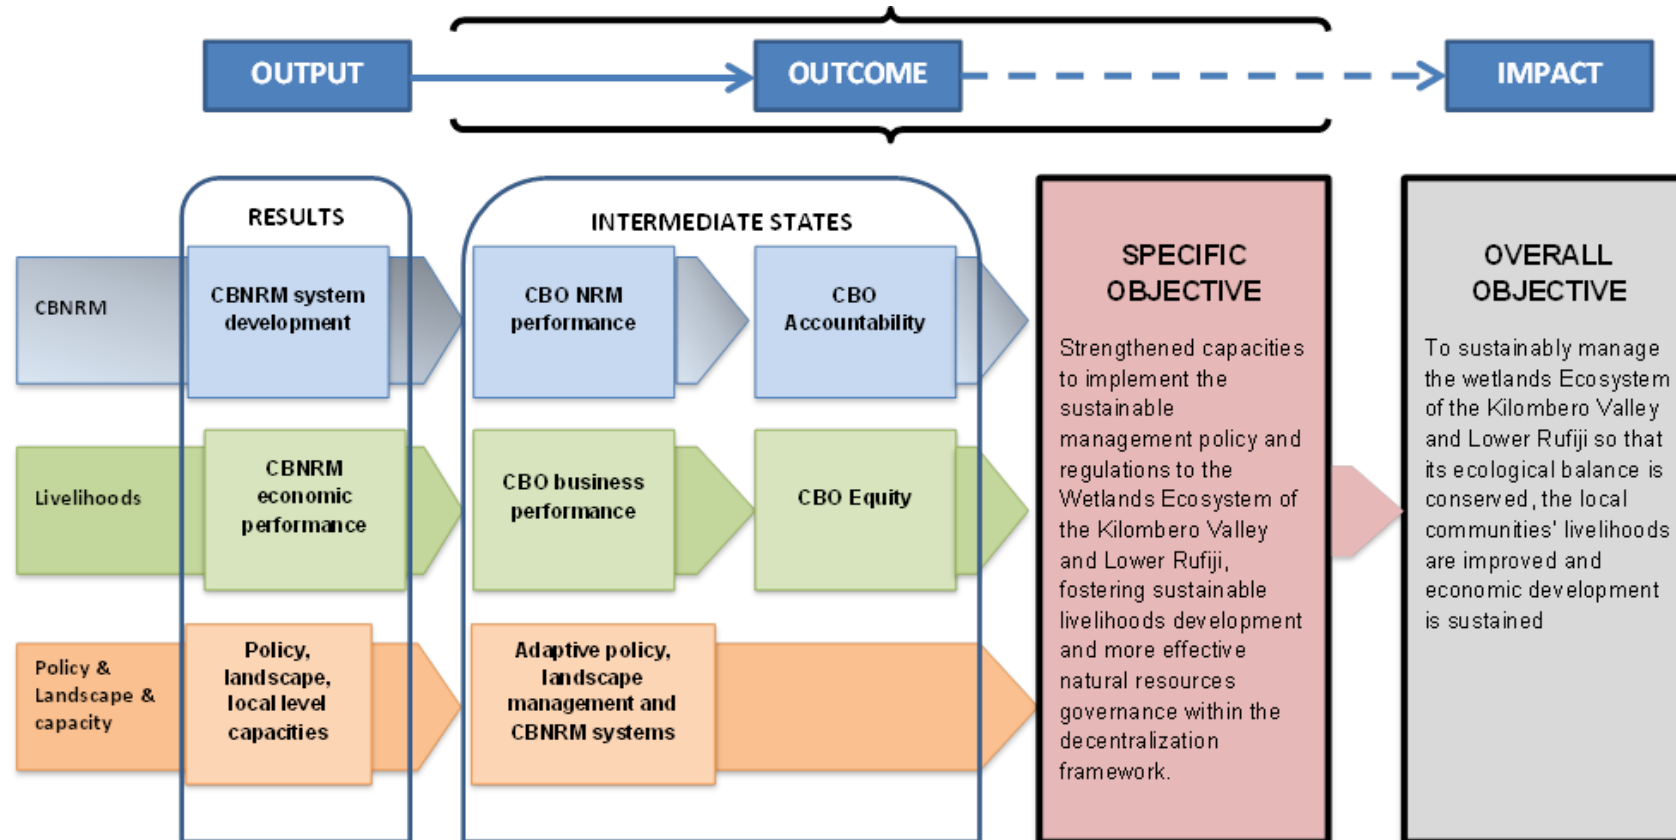 OUTPUT
OUTCOME
IMPACT
RESULTS
INTERMEDIATE STATES
CBNRM
CBNRM system
development
CBO NRM
performance
CBO
Accountability
Livelihoods
CBNRM
economic
performance
CBO business
performance
CBO Equity
Policy &
Landscape &
capacity
Policy,
landscape,
local level
capacities
Adaptive policy,
landscape
management and
CBNRM systems
SPECIFIC
OBJECTIVE
Strengthened capacities
to implement the
sustainable
management policy and
regulations to the
Wetlands Ecosystem of
the Kilombero Valley
and Lower Rufiji,
fostering sustainable
livelihoods development
and more effective
natural resources
governance within the
decentralization
framework.
OVERALL
OBJECTIVE
To sustainably manage
the wetlands Ecosystem
of the Kilombero Valley
and Lower Rufiji so that
its ecological balance is
conserved, the local
communities' livelihoods
are improved and
economic development
is sustained